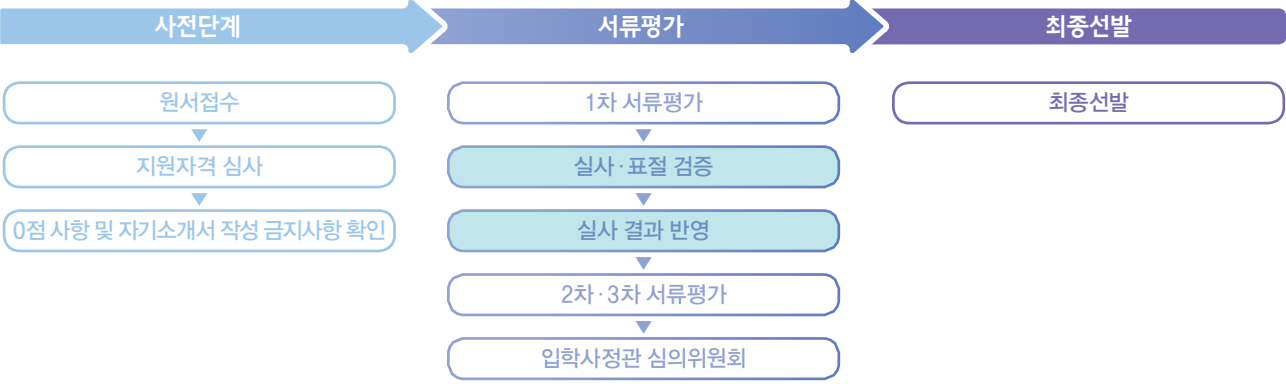 사전단계
원서접수
지원자격 심사
0점 사항 및 자기소개서 작성 금지사항 확인
서류평가
1차 서류평가
실사·표절 검증
실사 결과 반영
2차·3차 서류평가
입학사정관 심의위원회
최종선발
최종선발